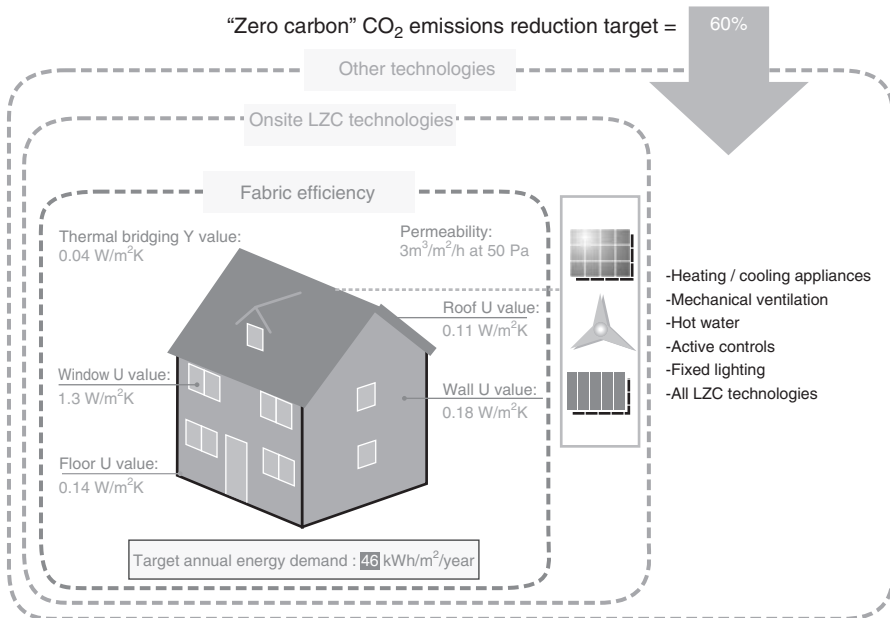 “Zero carbon” CO₂ emissions reduction target =
60%
Other technologies
Onsite LZC technologies
Fabric efficiency
Thermal bridging Y value:
0.04 W/m²K
Permeability:
3m³/m²/h at 50 Pa
Roof U value:
0.11 W/m²K
Window U value:
1.3 W/m²K
Wall U value:
0.18 W/m²K
Floor U value:
0.14 W/m²K
Target annual energy demand : 46 kWh/m²/year
-Heating / cooling appliances
-Mechanical ventilation
-Hot water
-Active controls
-Fixed lighting
-All LZC technologies